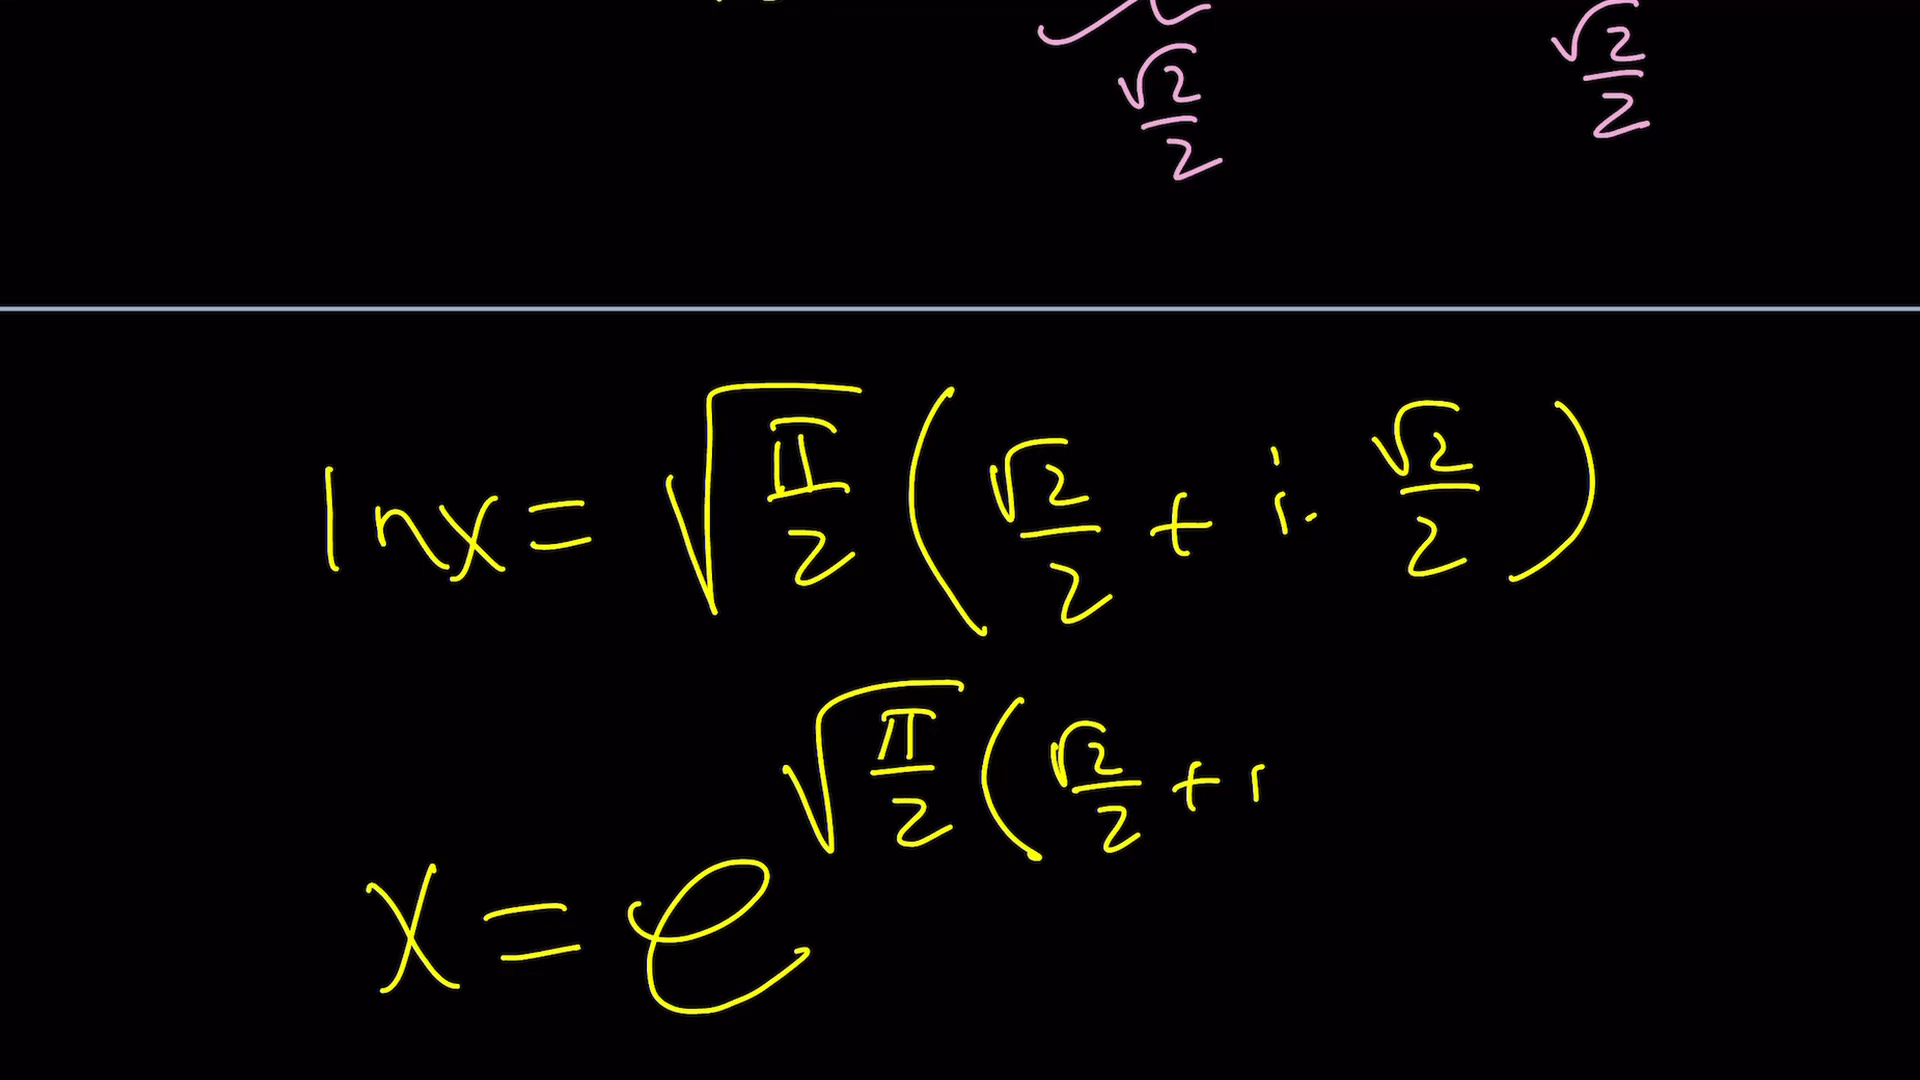 √2/2 √2/2
ln x = √(π/2) (√2/2 + i · √2/2)
x = e^(√(π/2) (√2/2 + i